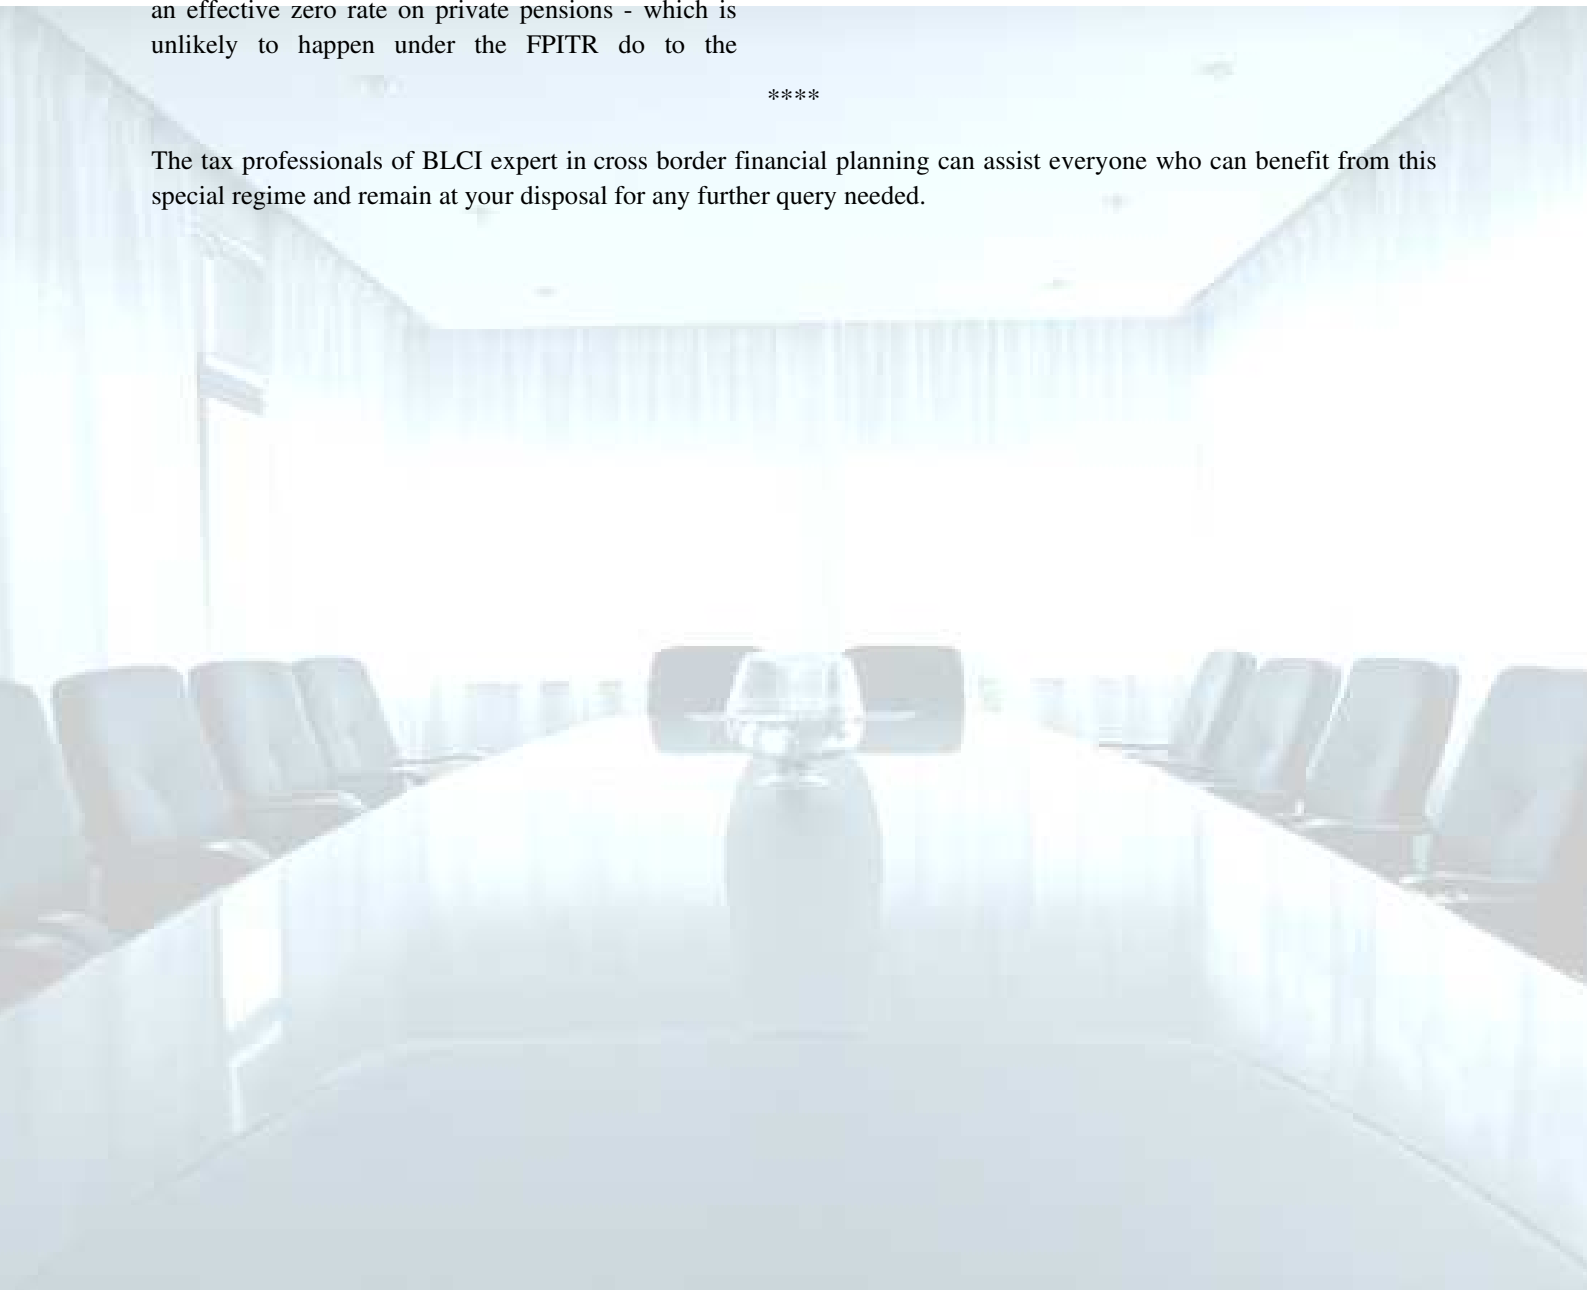 an effective zero rate on private pensions - which is
unlikely to happen under the FPITR do to the
****
The tax professionals of BLCI expert in cross border financial planning can assist everyone who can benefit from this
special regime and remain at your disposal for any further query needed.